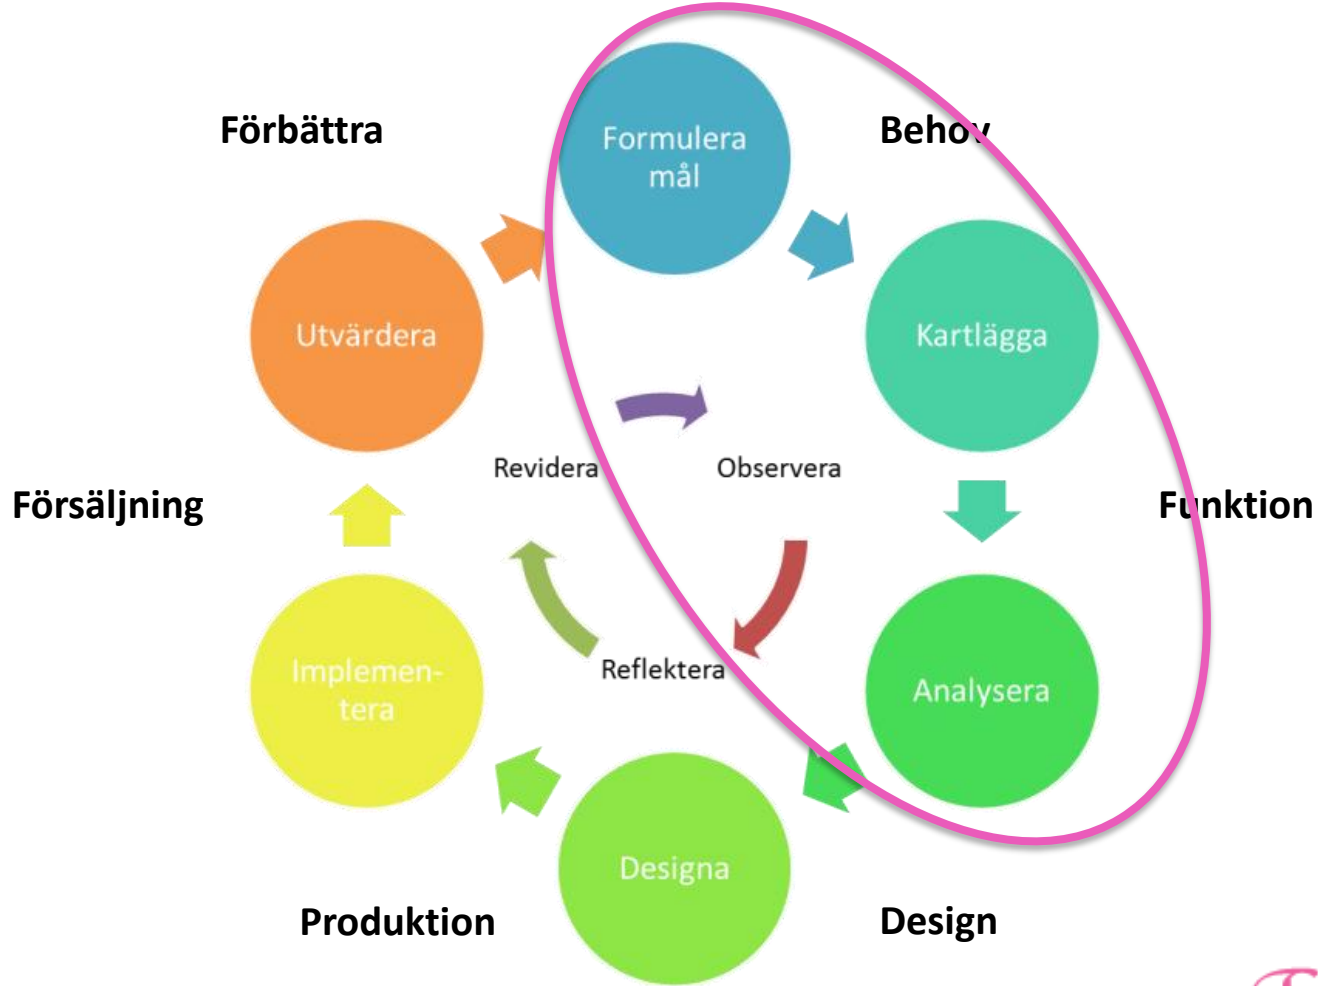 Förbättra
Formulera
mål
Behov
Utvärdera
Kartlägga
Revidera
Observera
Försäljning
Funktion
Implemen-
tera
Reflektera
Analysera
Designa
Produktion
Design